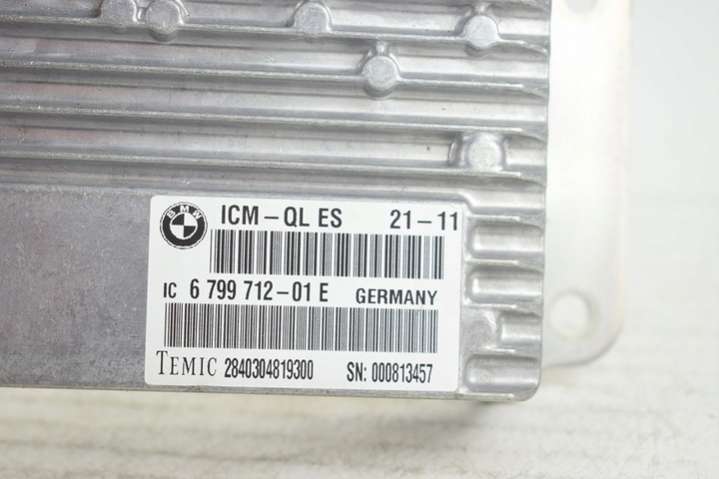 BMW
ICM-QL ES 21-11
IC 6 799 712-01 E GERMANY
TEMIC 2840304819300 SN: 000813457